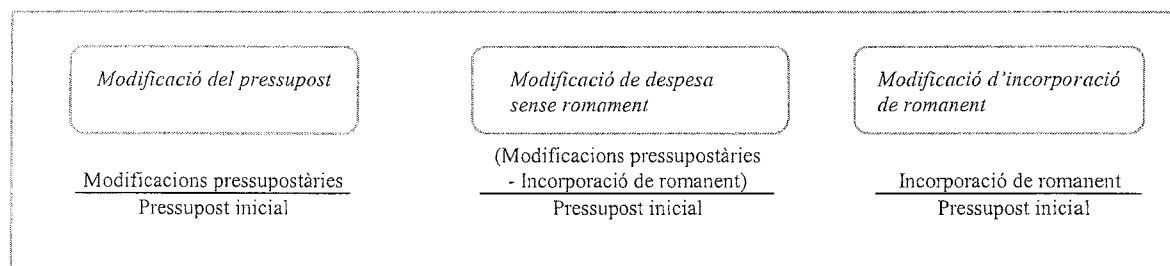 Modificació del pressupost
Modificació de despesa
sense romament
Modificació d'incorporació
de romanent
Modificacions pressupostàries
Pressupost inicial
(Modificacions pressupostàries
- Incorporació de romanent)
Pressupost inicial
Incorporació de romanent
Pressupost inicial